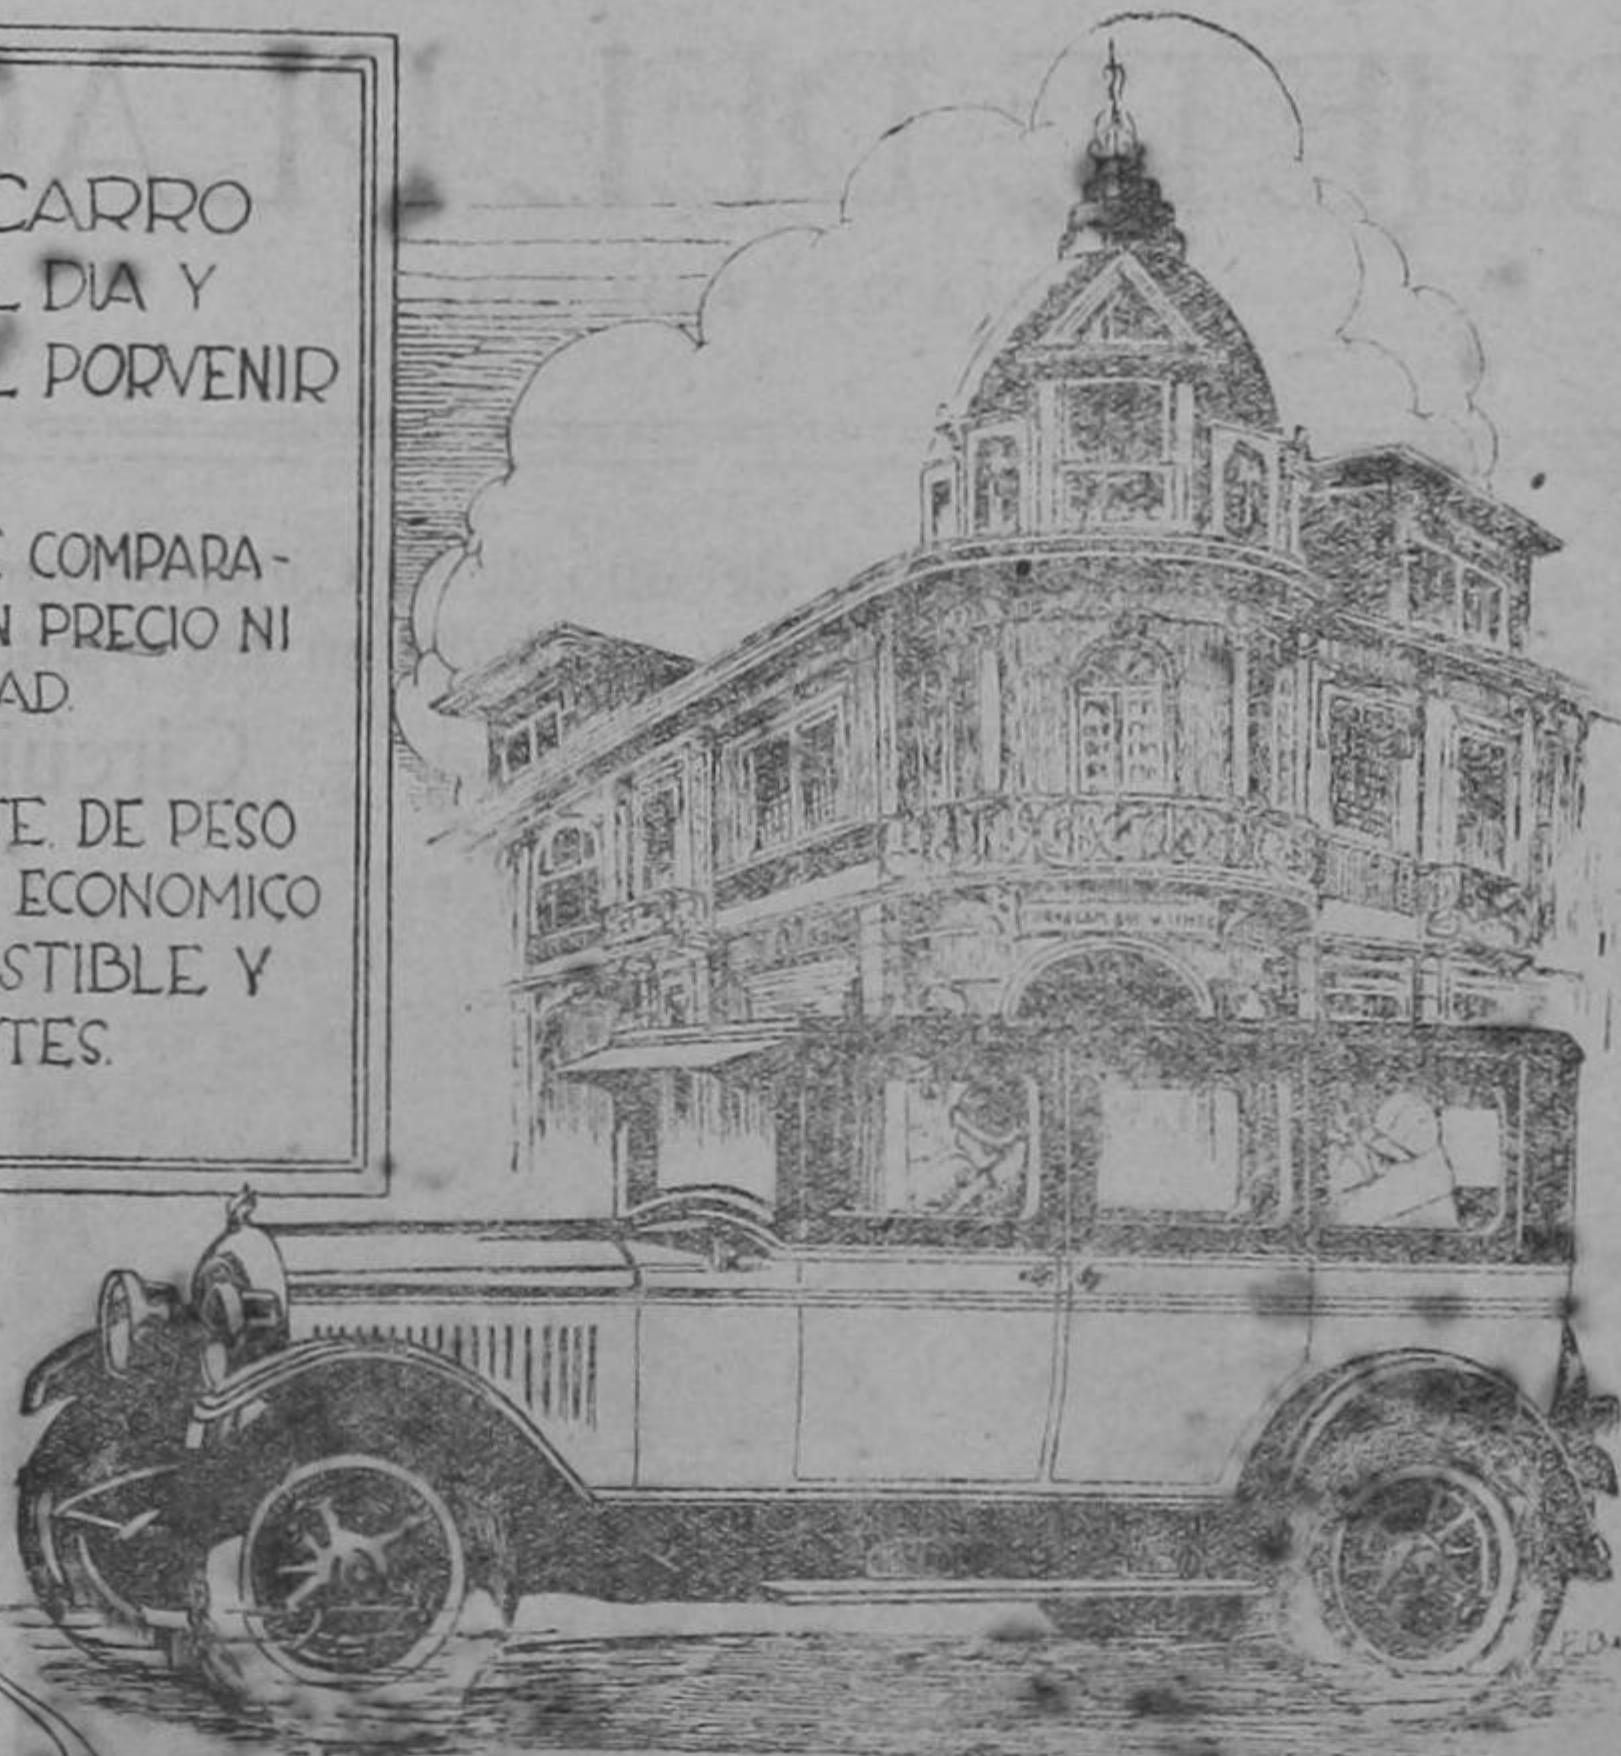 CARRO
L DIA Y
L PORVENIR
E COMPARA-
N PRECIO NI
AD.
TE. DE PESO
ECONOMICO
STIBLE Y
TES.